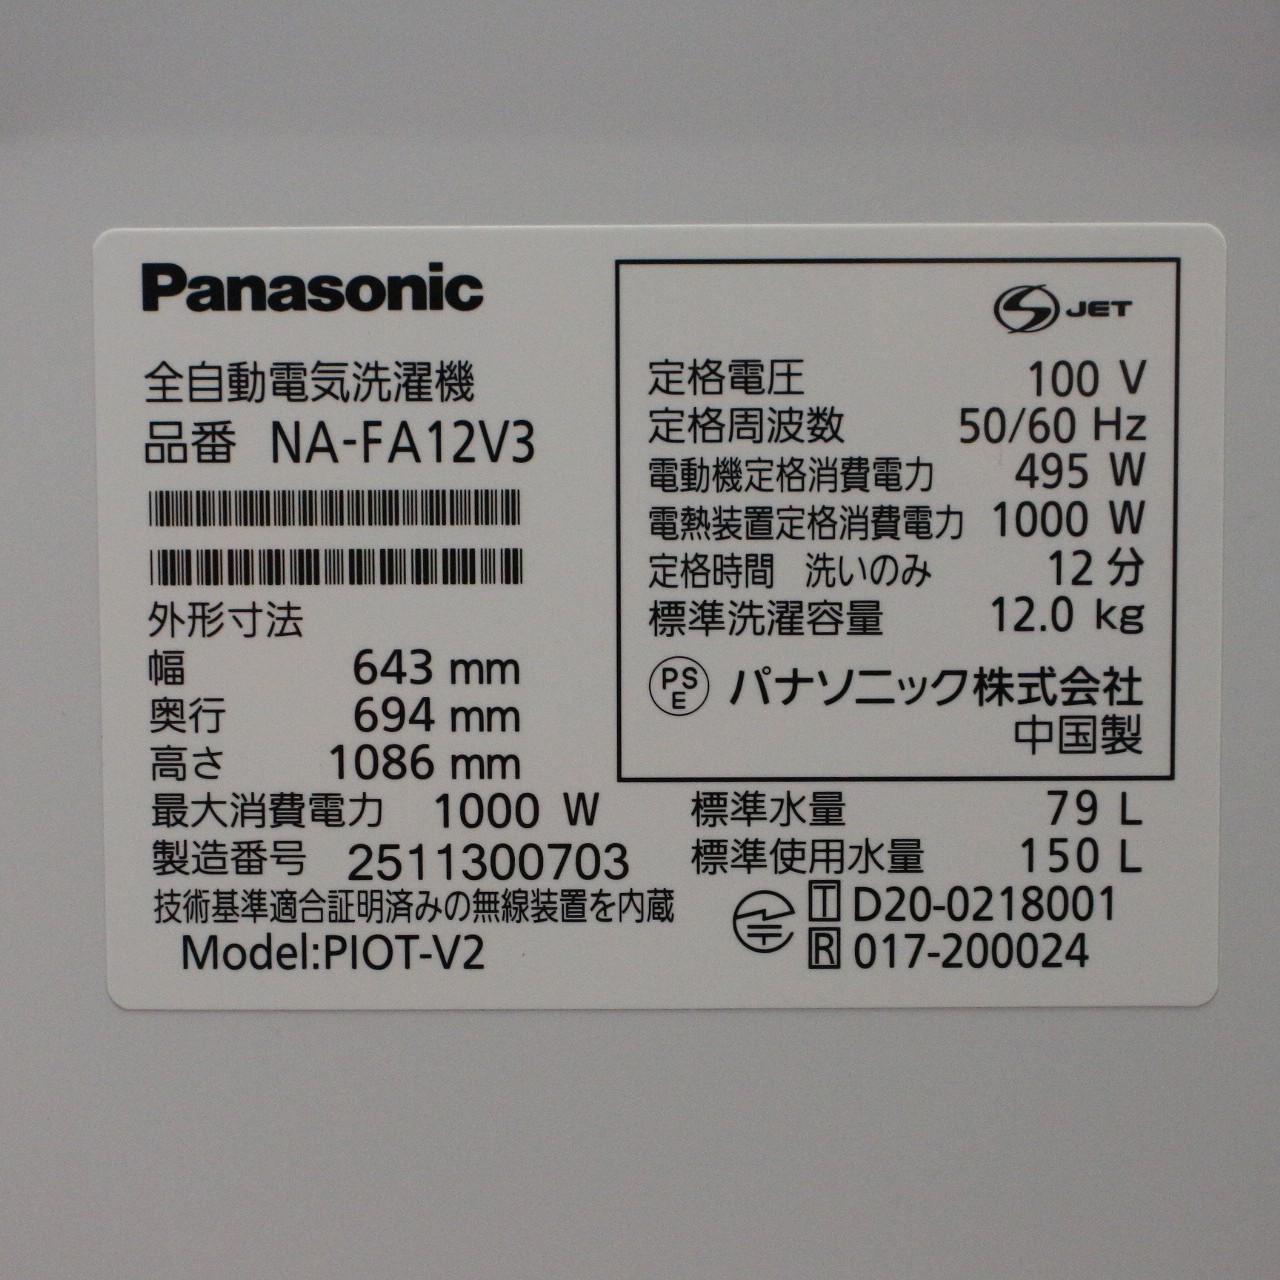 Panasonic
全自動電気洗濯機
品番 NA-FA12V3
外形寸法
幅 643 mm
奥行 694 mm
高さ 1086 mm
最大消費電力 1000 W
製造番号 2511300703
技術基準適合証明済みの無線装置を内蔵
Model:PIOT-V2
S JET
定格電圧 100 V
定格周波数 50/60 Hz
電動機定格消費電力 495 W
電熱装置定格消費電力 1000 W
定格時間 洗いのみ 12 分
標準洗濯容量 12.0 kg
PS E パナソニック株式会社
中国製
標準水量 79 L
標準使用水量 150 L
T D20-0218001
R 017-200024